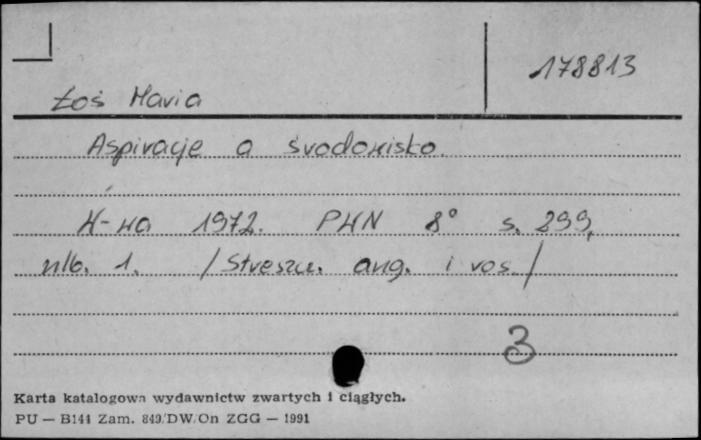 178813
Łoś Maria
Aspiracje a środowisko
W-wa 1972. PWN 8° s. 299,
nlb. 1. /Streszcz. ang. i ros./
3
Karta katalogowa wydawnictw zwartych i ciągłych.
PU — B144 Zam. 849/DW/On ZGG — 1991